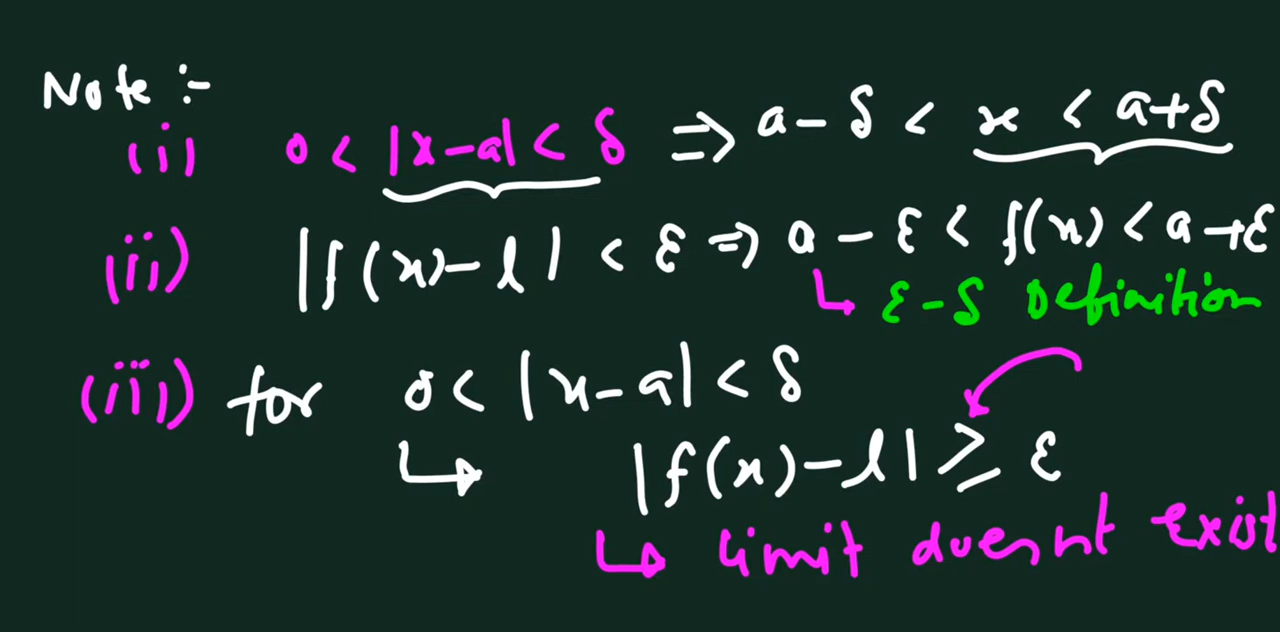 Note :-
(i) 0 < |x-a| < δ ⇒ a - δ < x < a+δ
(ii) |f(x)-l| < ε ⇒ a - ε < f(x) < a+ε
↳ ε-δ Definition
(iii) for 0 < |x-a| < δ
↳ |f(x)-l| ≥ ε
↳ limit doesnt exist